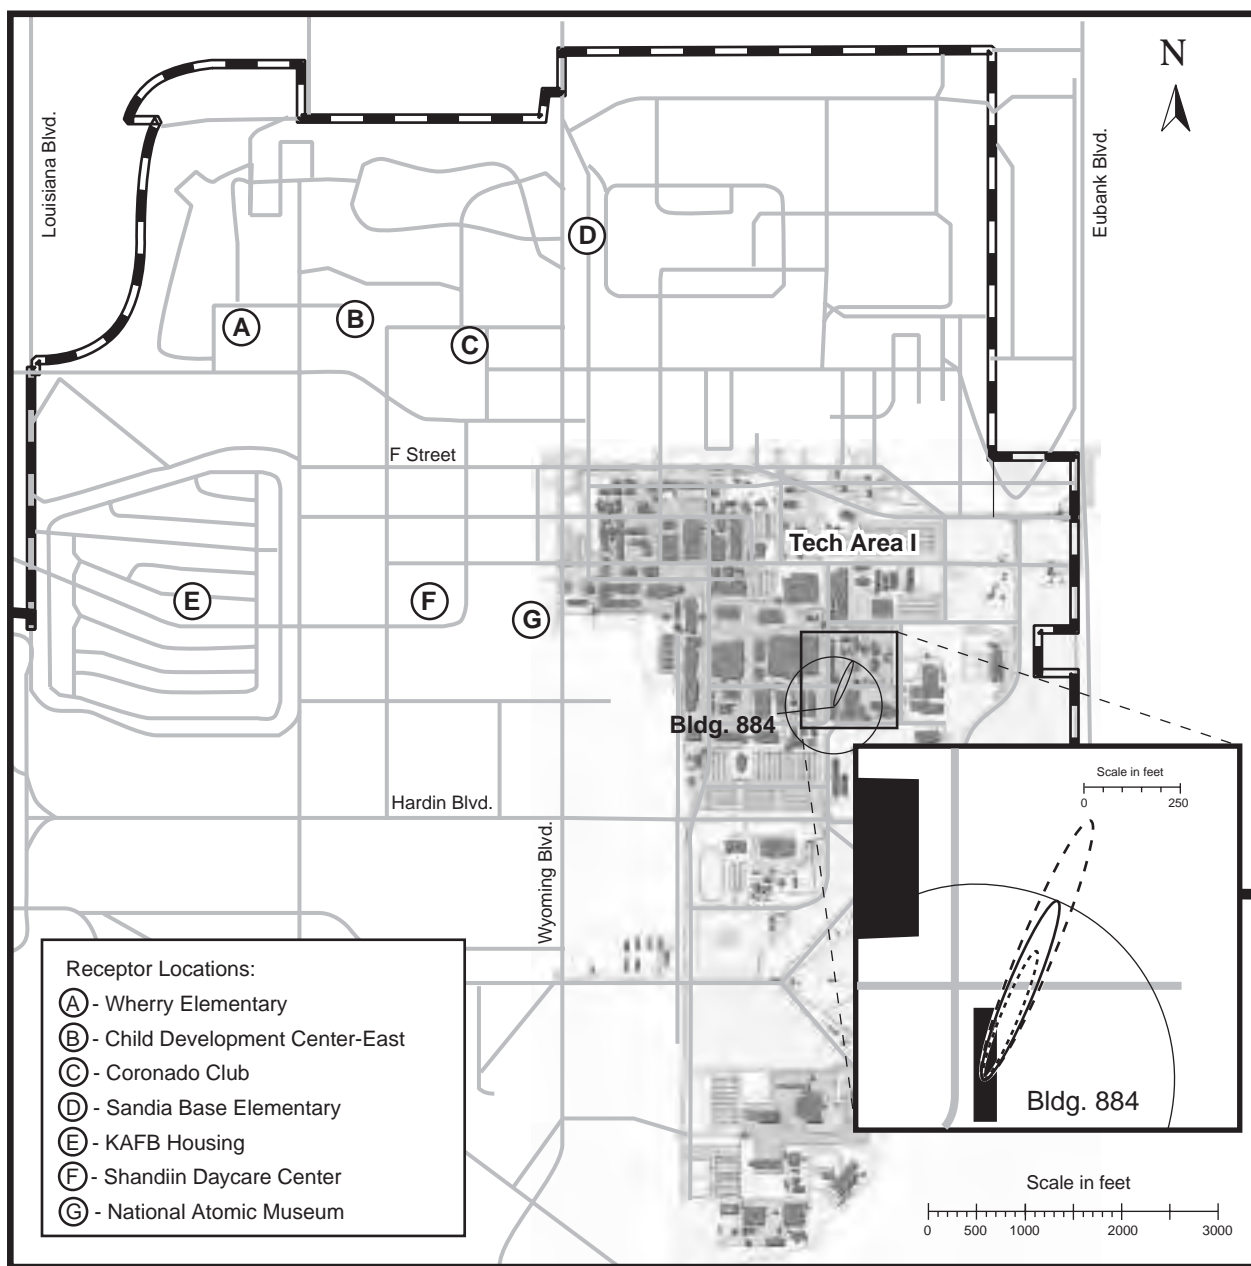 N
Louisiana Blvd.
Eubank Blvd.
D
A
B
C
F Street
Tech Area I
E
F
G
Bldg. 884
Scale in feet
0 250
Hardin Blvd.
Wyoming Blvd.
Bldg. 884
Receptor Locations:
A - Wherry Elementary
B - Child Development Center-East
C - Coronado Club
D - Sandia Base Elementary
E - KAFB Housing
F - Shandiin Daycare Center
G - National Atomic Museum
Scale in feet
0 500 1000 2000 3000